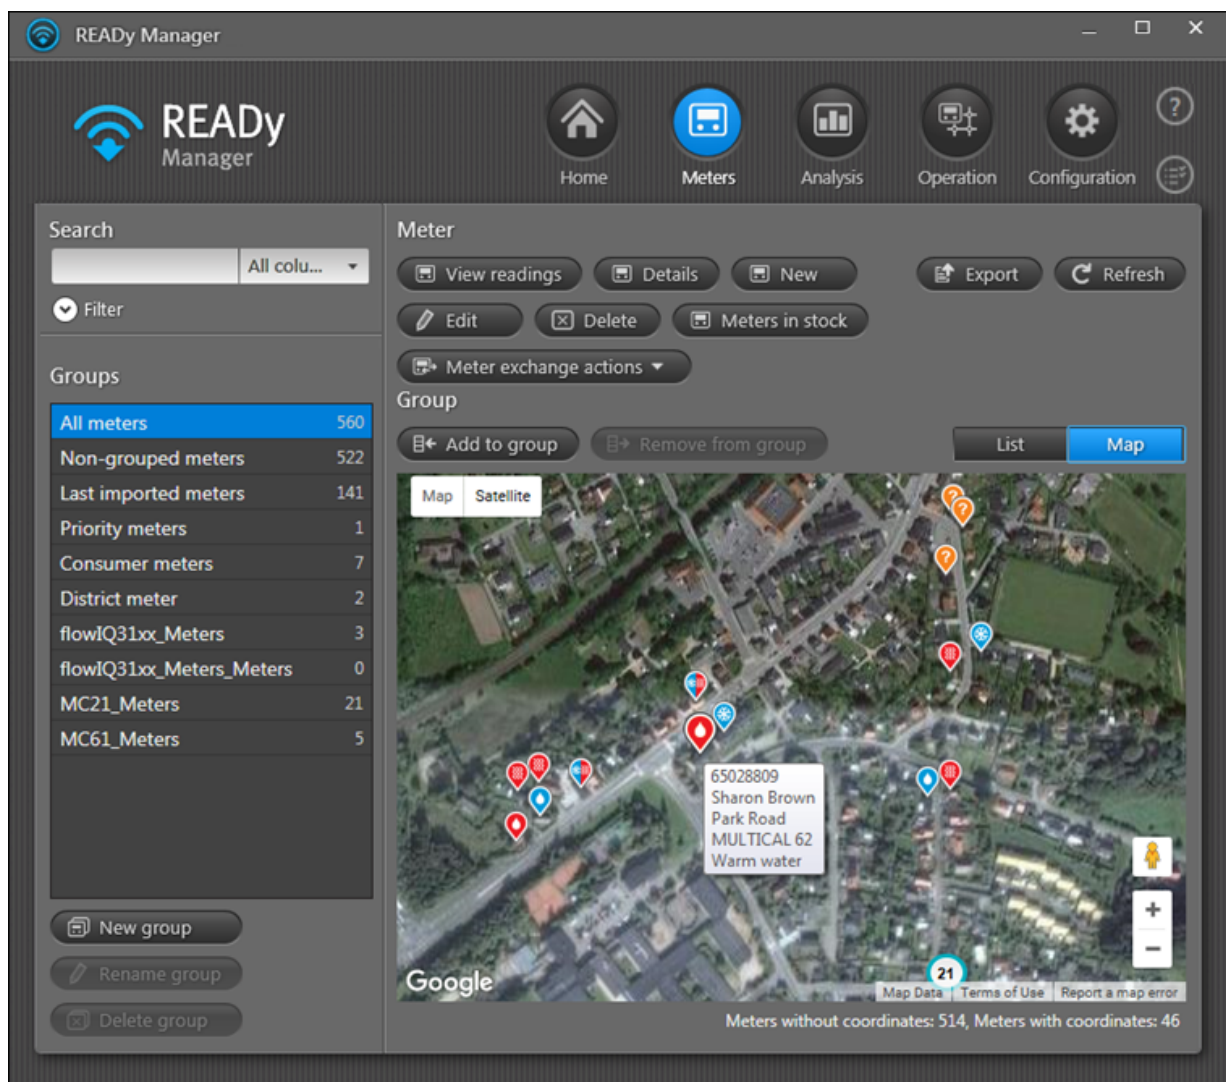 READy Manager
READy
Manager
Home
Meters
Analysis
Operation
Configuration
?
Search
All colu...
Filter
Groups
All meters 560
Non-grouped meters 522
Last imported meters 141
Priority meters 1
Consumer meters 7
District meter 2
flowIQ31xx_Meters 3
flowIQ31xx_Meters_Meters 0
MC21_Meters 21
MC61_Meters 5
New group
Rename group
Delete group
Meter
View readings
Details
New
Export
Refresh
Edit
Delete
Meters in stock
Meter exchange actions
Group
Add to group
Remove from group
List
Map
Map
Satellite
?
?
?
65028809
Sharon Brown
Park Road
MULTICAL 62
Warm water
+
−
21
Google
Map Data
Terms of Use
Report a map error
Meters without coordinates: 514, Meters with coordinates: 46